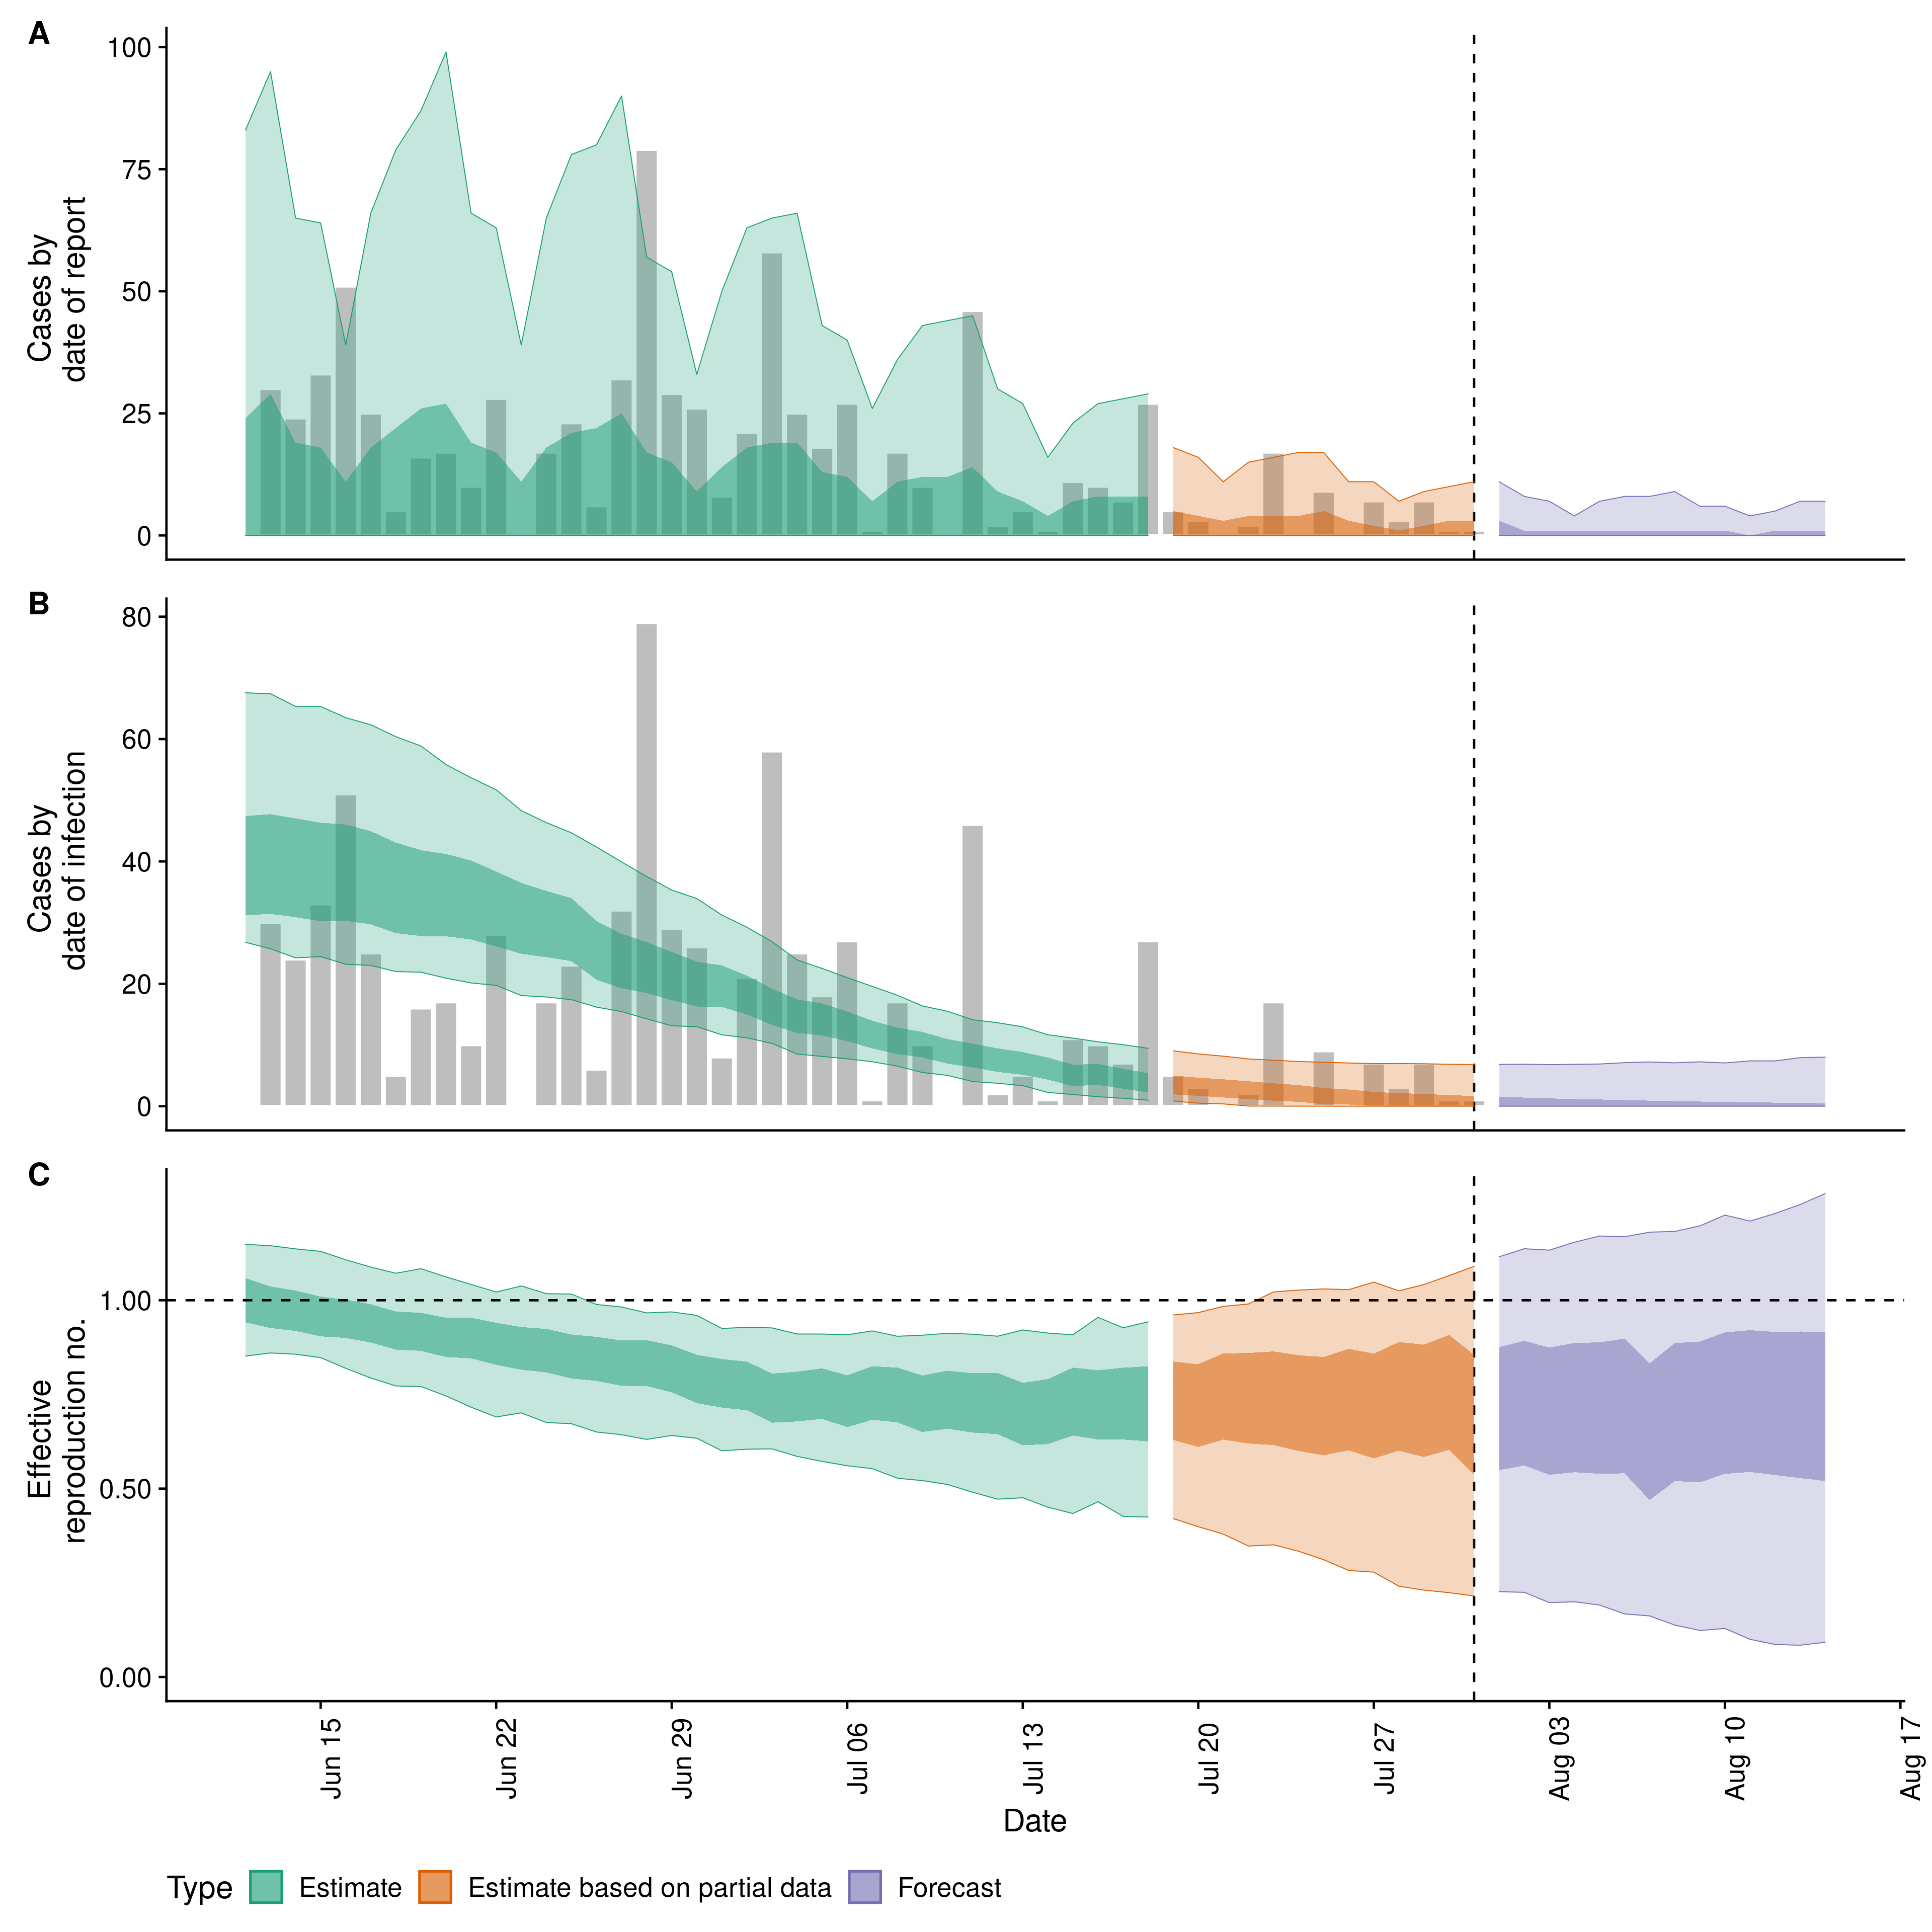 A
100
75
50
25
0
Cases by
date of report
B
80
60
40
20
0
Cases by
date of infection
C
1.00
0.50
0.00
Effective
reproduction no.
Jun 15
Jun 22
Jun 29
Jul 06
Jul 13
Jul 20
Jul 27
Aug 03
Aug 10
Aug 17
Date
Type Estimate Estimate based on partial data Forecast